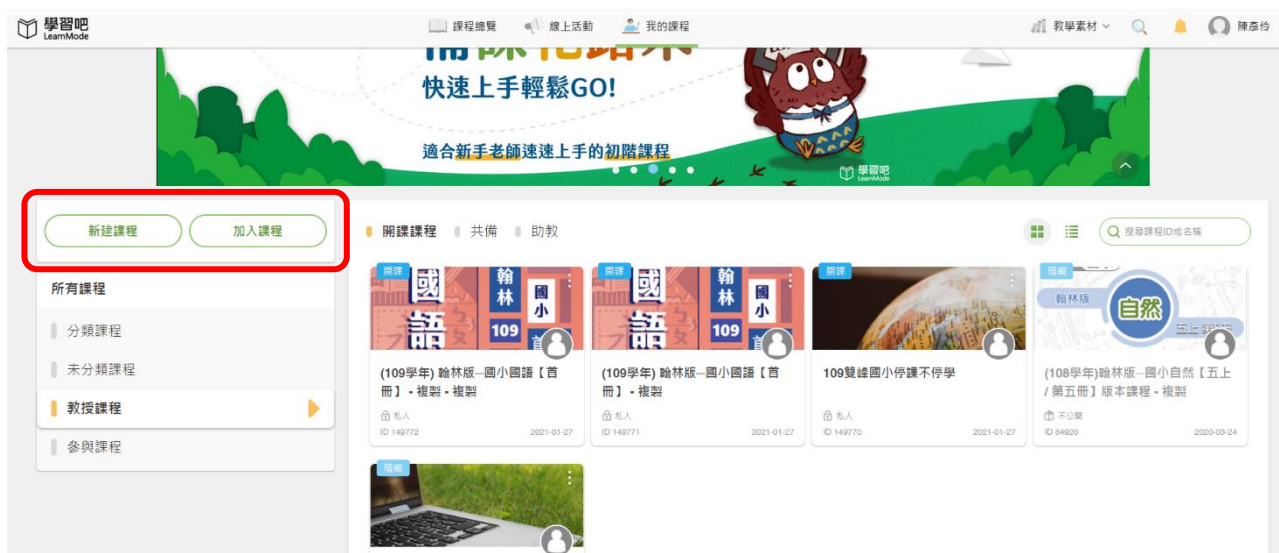 學習吧
LearnMode
課程總覽
線上活動
我的課程
教學素材
陳彥伶
快速上手輕鬆GO!
適合新手老師速速上手的初階課程
學習吧
LearnMode
新建課程
加入課程
開課課程
共備
助教
搜尋課程ID或名稱
所有課程
分類課程
未分類課程
教授課程
參與課程
開課
國語
翰林
國小
109
首
(109學年) 翰林版—國小國語【首
冊】 - 複製 - 複製
私人
ID 149772
2021-01-27
開課
國語
翰林
國小
109
首
(109學年) 翰林版—國小國語【首
冊】 - 複製
私人
ID 149771
2021-01-27
開課
109雙峰國小停課不停學
私人
ID 149770
2021-01-27
隱藏
翰林版
自然
五上
(108學年)翰林版—國小自然【五上
/ 第五冊】版本課程 - 複製
不公開
ID 84920
2020-03-24
隱藏